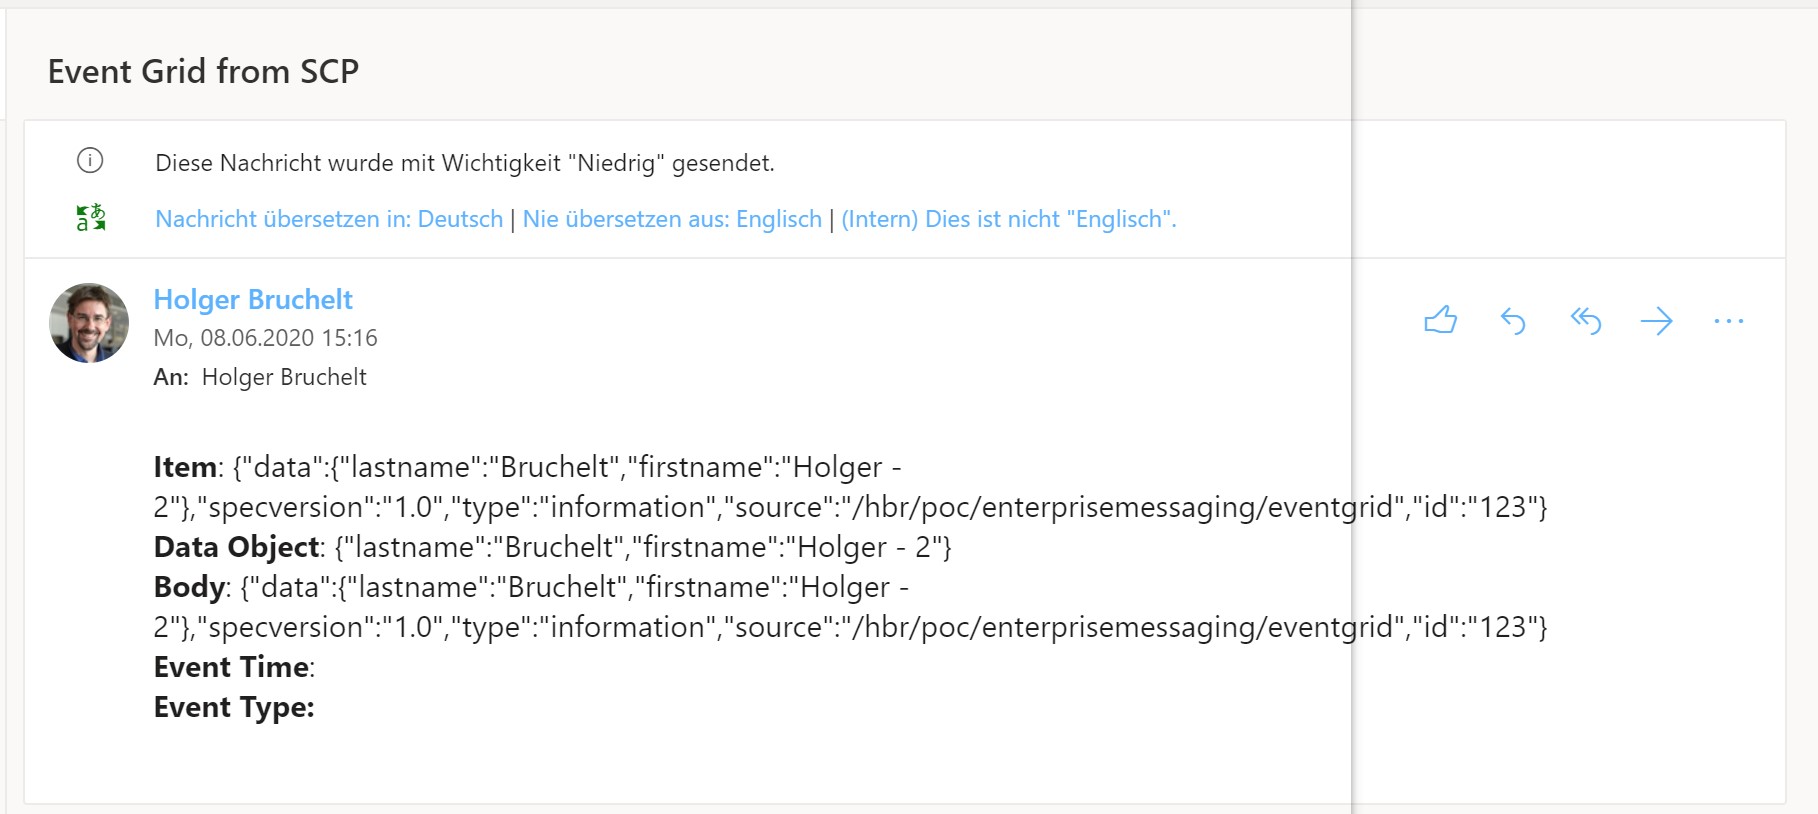 Event Grid from SCP
Diese Nachricht wurde mit Wichtigkeit "Niedrig" gesendet.
Nachricht übersetzen in: Deutsch | Nie übersetzen aus: Englisch | (Intern) Dies ist nicht "Englisch".
Holger Bruchelt
Mo, 08.06.2020 15:16
An: Holger Bruchelt
Item: {"data":{"lastname":"Bruchelt","firstname":"Holger -
2"},"specversion":"1.0","type":"information","source":"/hbr/poc/enterprisemessaging/eventgrid","id":"123"}
Data Object: {"lastname":"Bruchelt","firstname":"Holger - 2"}
Body: {"data":{"lastname":"Bruchelt","firstname":"Holger -
2"},"specversion":"1.0","type":"information","source":"/hbr/poc/enterprisemessaging/eventgrid","id":"123"}
Event Time:
Event Type: